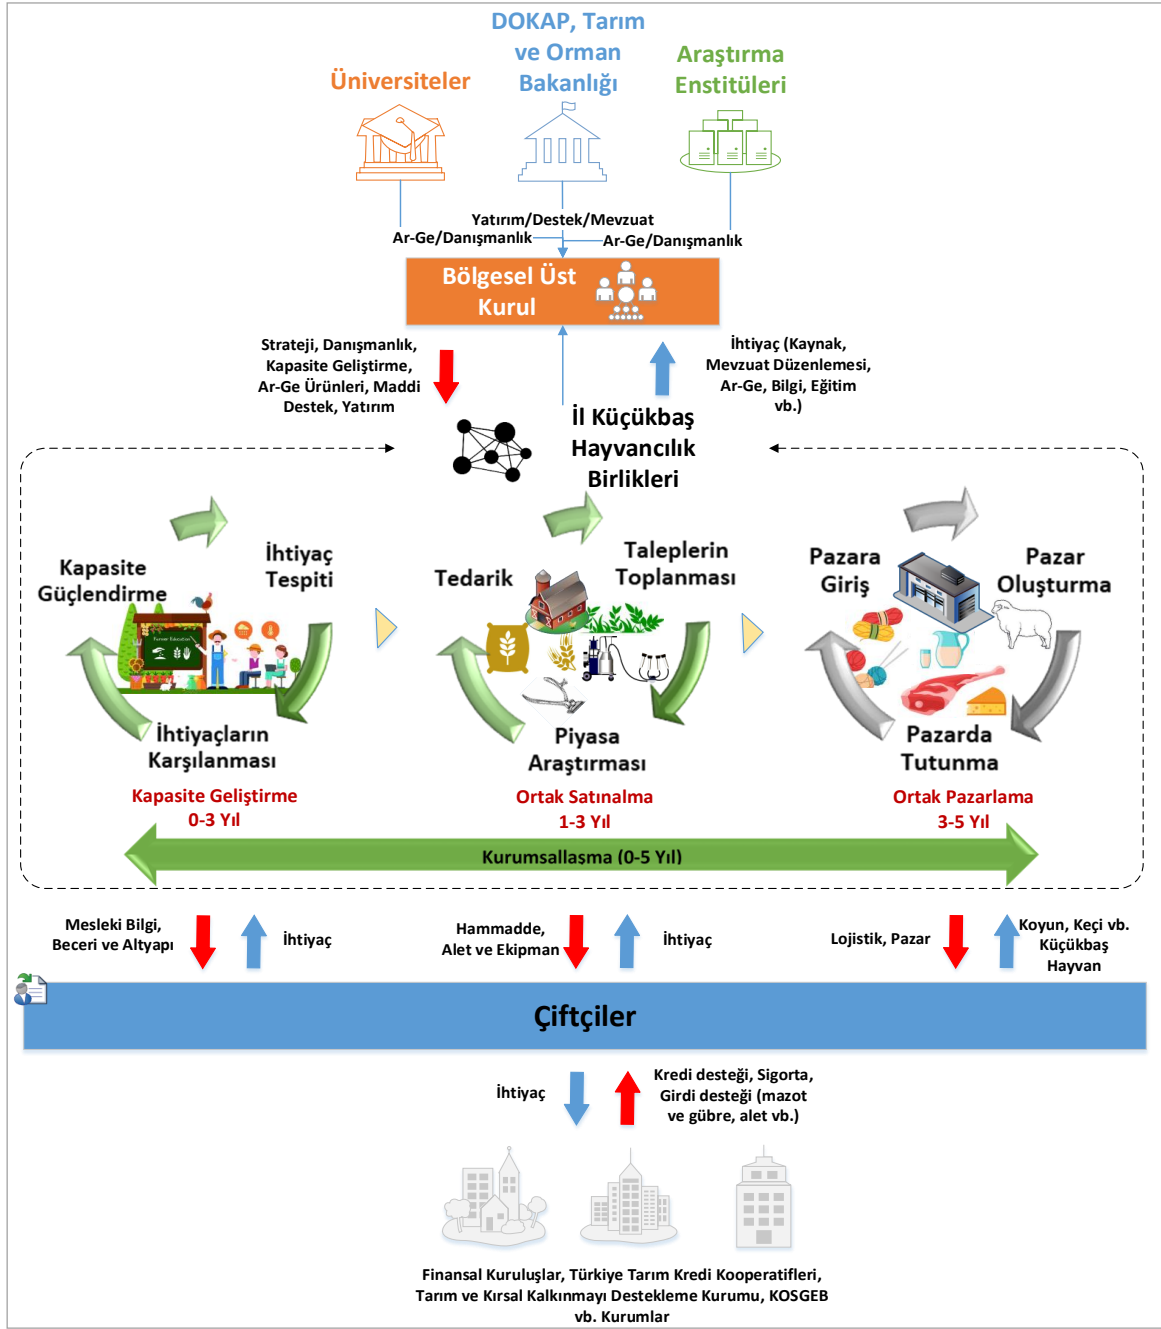 DOKAP, Tarım
ve Orman
Bakanlığı
Üniversiteler
Araştırma
Enstitüleri
Yatırım/Destek/Mevzuat
Ar-Ge/Danışmanlık
Ar-Ge/Danışmanlık
Bölgesel Üst
Kurul
Strateji, Danışmanlık,
Kapasite Geliştirme,
Ar-Ge Ürünleri, Maddi
Destek, Yatırım
İhtiyaç (Kaynak,
Mevzuat Düzenlemesi,
Ar-Ge, Bilgi, Eğitim
vb.)
İl Küçükbaş
Hayvancılık
Birlikleri
Kapasite
Güçlendirme
İhtiyaç
Tespiti
Farmer Education
İhtiyaçların
Karşılanması
Kapasite Geliştirme
0-3 Yıl
Tedarik
Taleplerin
Toplanması
Piyasa
Araştırması
Ortak Satınalma
1-3 Yıl
Pazara
Giriş
Pazar
Oluşturma
Pazarda
Tutunma
Ortak Pazarlama
3-5 Yıl
Kurumsallaşma (0-5 Yıl)
Mesleki Bilgi,
Beceri ve Altyapı
İhtiyaç
Hammadde,
Alet ve Ekipman
İhtiyaç
Lojistik, Pazar
Koyun, Keçi vb.
Küçükbaş
Hayvan
Çiftçiler
İhtiyaç
Kredi desteği, Sigorta,
Girdi desteği (mazot
ve gübre, alet vb.)
Finansal Kuruluşlar, Türkiye Tarım Kredi Kooperatifleri,
Tarım ve Kırsal Kalkınmayı Destekleme Kurumu, KOSGEB
vb. Kurumlar